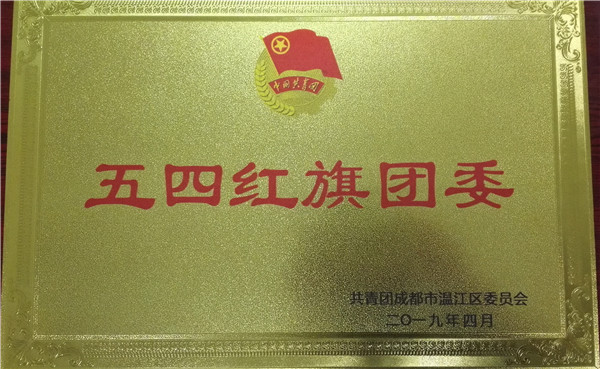 中国共青团
五四红旗团委
共青团成都市温江区委员会
二〇一九年四月